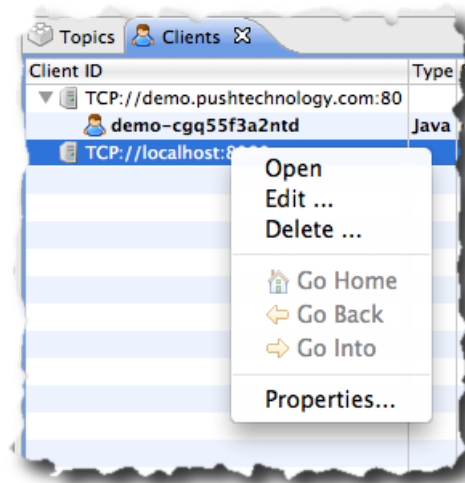 Topics Clients
Client ID Type
TCP://demo.pushtechnology.com:80
demo-cgq55f3a2ntd Java
TCP://localhost:
Open
Edit ...
Delete ...
Go Home
Go Back
Go Into
Properties...